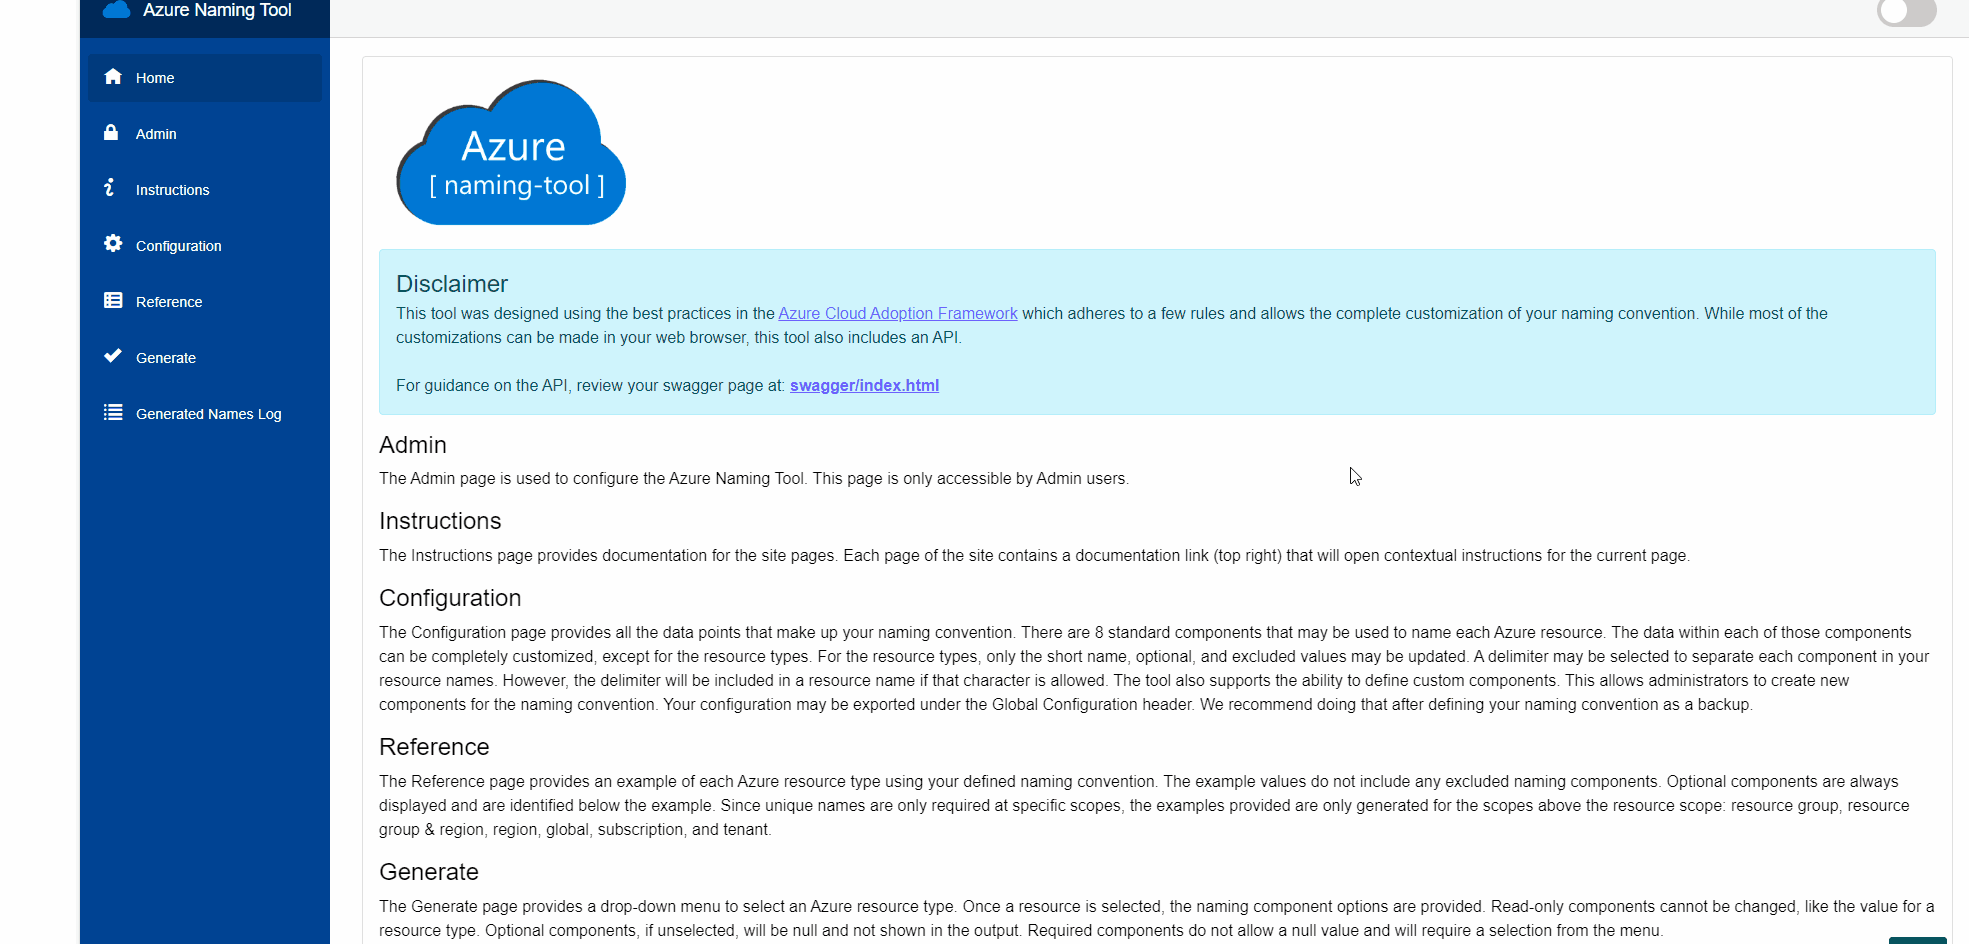 Azure Naming Tool
Home
Admin
Instructions
Configuration
Reference
Generate
Generated Names Log
Azure
[ naming-tool ]
Disclaimer
This tool was designed using the best practices in the Azure Cloud Adoption Framework which adheres to a few rules and allows the complete customization of your naming convention. While most of the
customizations can be made in your web browser, this tool also includes an API.
For guidance on the API, review your swagger page at: swagger/index.html
Admin
The Admin page is used to configure the Azure Naming Tool. This page is only accessible by Admin users.
Instructions
The Instructions page provides documentation for the site pages. Each page of the site contains a documentation link (top right) that will open contextual instructions for the current page.
Configuration
The Configuration page provides all the data points that make up your naming convention. There are 8 standard components that may be used to name each Azure resource. The data within each of those components
can be completely customized, except for the resource types. For the resource types, only the short name, optional, and excluded values may be updated. A delimiter may be selected to separate each component in your
resource names. However, the delimiter will be included in a resource name if that character is allowed. The tool also supports the ability to define custom components. This allows administrators to create new
components for the naming convention. Your configuration may be exported under the Global Configuration header. We recommend doing that after defining your naming convention as a backup.
Reference
The Reference page provides an example of each Azure resource type using your defined naming convention. The example values do not include any excluded naming components. Optional components are always
displayed and are identified below the example. Since unique names are only required at specific scopes, the examples provided are only generated for the scopes above the resource scope: resource group, resource
group & region, region, global, subscription, and tenant.
Generate
The Generate page provides a drop-down menu to select an Azure resource type. Once a resource is selected, the naming component options are provided. Read-only components cannot be changed, like the value for a
resource type. Optional components, if unselected, will be null and not shown in the output. Required components do not allow a null value and will require a selection from the menu.